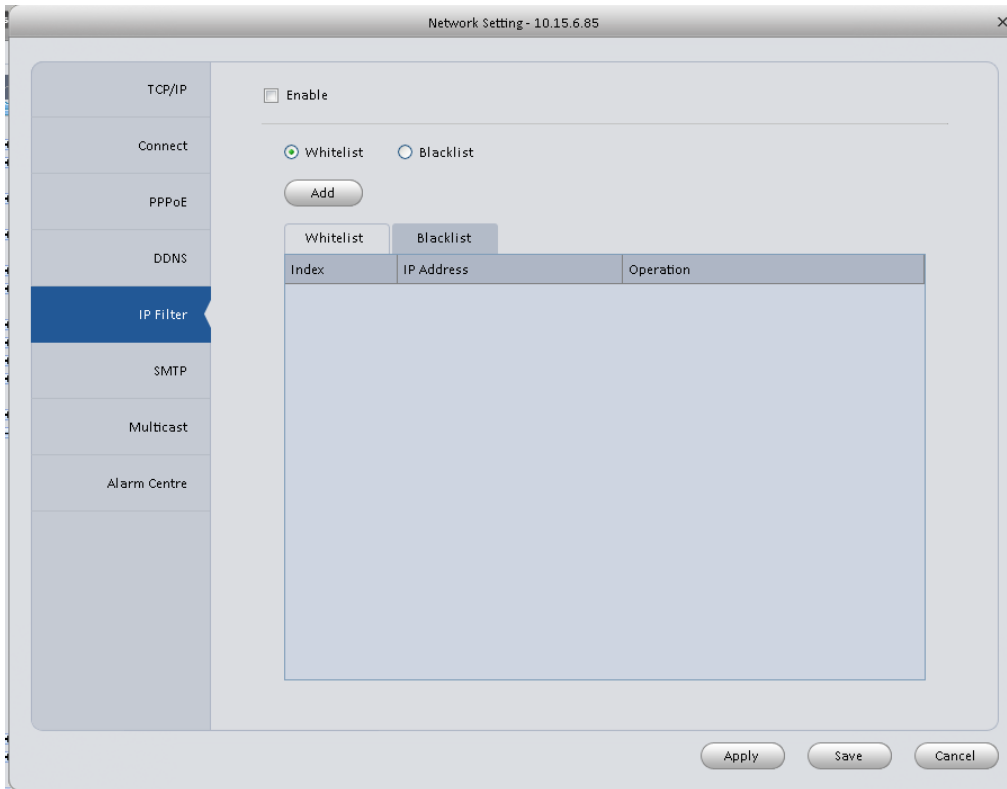 Network Setting - 10.15.6.85
TCP/IP
Connect
PPPoE
DDNS
IP Filter
SMTP
Multicast
Alarm Centre
Enable
Whitelist Blacklist
Add
Whitelist Blacklist
Index IP Address Operation
Apply Save Cancel